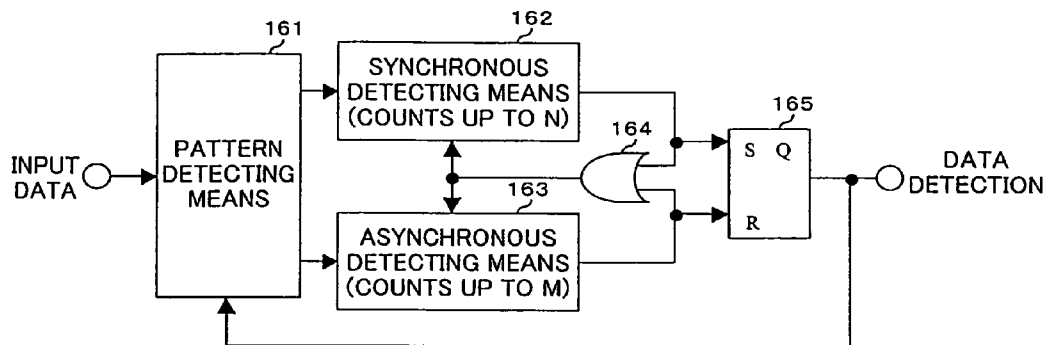 161
162
SYNCHRONOUS
DETECTING MEANS
(COUNTS UP TO N)
164
165
INPUT
DATA
PATTERN
DETECTING
MEANS
S Q
R
DATA
DETECTION
163
ASYNCHRONOUS
DETECTING MEANS
(COUNTS UP TO M)